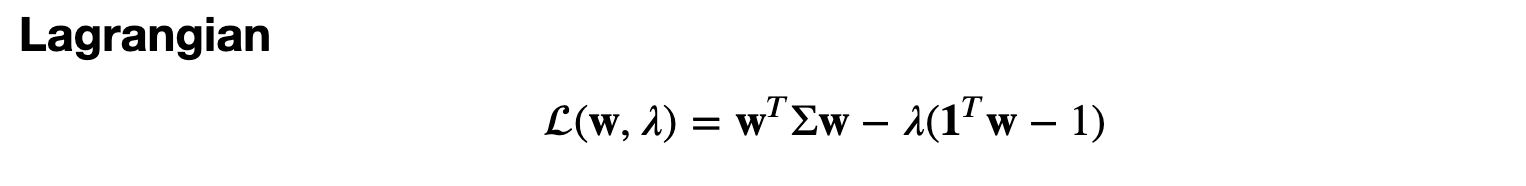 Lagrangian
ℒ(𝐰, λ) = 𝐰ᵀΣ𝐰 − λ(𝟏ᵀ𝐰 − 1)